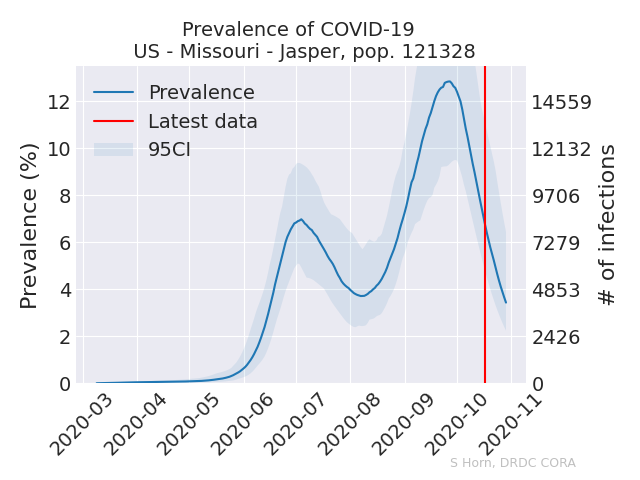 Prevalence of COVID-19
US - Missouri - Jasper, pop. 121328
Prevalence
Latest data
95CI
Prevalence (%)
12
10
8
6
4
2
0
14559
12132
9706
7279
4853
2426
0
# of infections
2020-03
2020-04
2020-05
2020-06
2020-07
2020-08
2020-09
2020-10
2020-11
S Horn, DRDC CORA